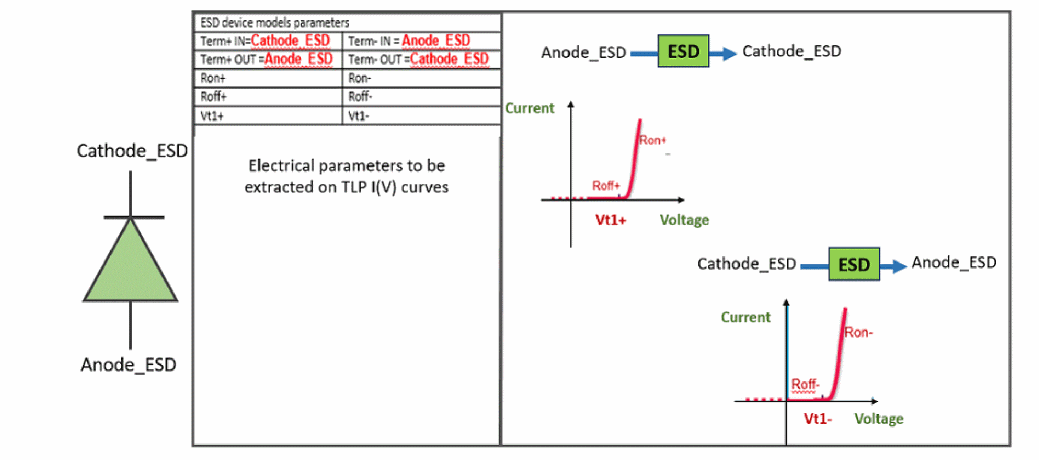 ESD device models parameters
Term+ IN=Cathode_ESD Term- IN = Anode_ESD
Term+ OUT =Anode_ESD Term- OUT =Cathode_ESD
Ron+ Ron-
Roff+ Roff-
Vt1+ Vt1-
Electrical parameters to be
extracted on TLP I(V) curves
Cathode_ESD
Anode_ESD
Anode_ESD ESD Cathode_ESD
Current
Ron+
Roff+
Vt1+ Voltage
Cathode_ESD ESD Anode_ESD
Current
Ron-
Roff-
Vt1- Voltage